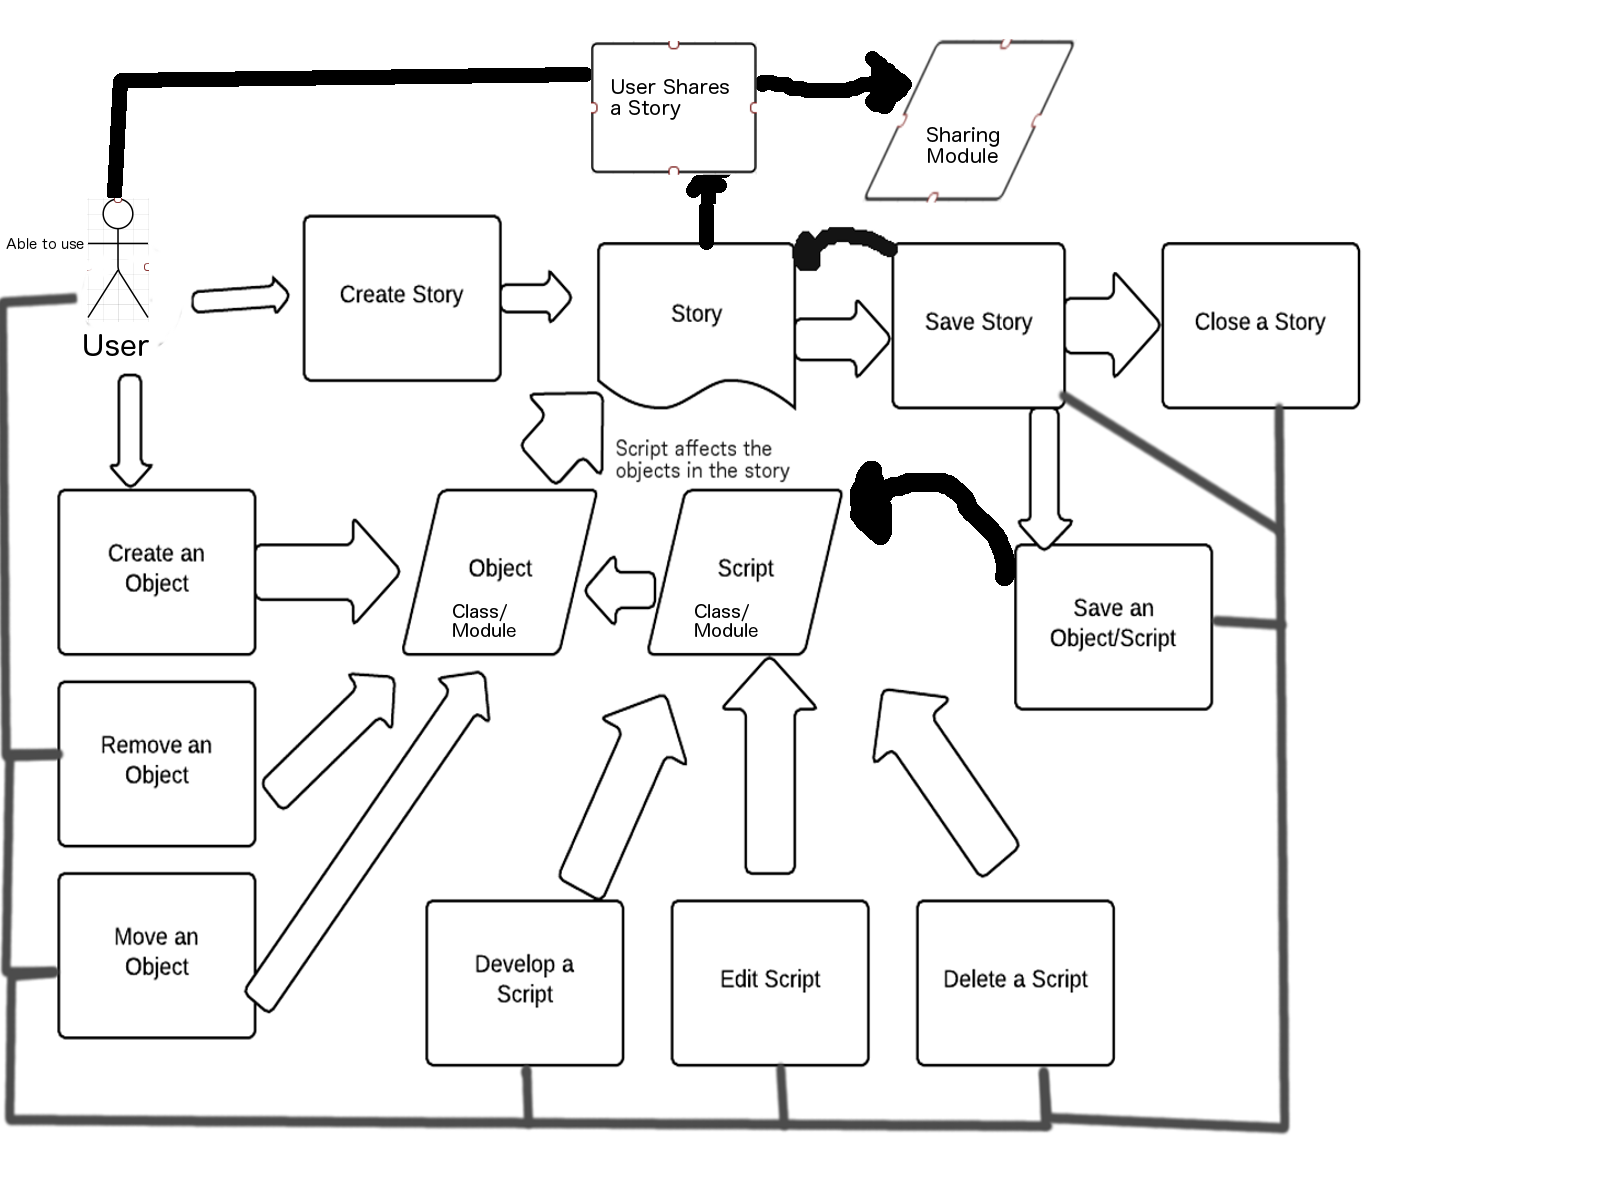 User Shares
a Story
Sharing
Module
Able to use
User
Create Story
Story
Save Story
Close a Story
Script affects the
objects in the story
Create an
Object
Object
Class/
Module
Script
Class/
Module
Save an
Object/Script
Remove an
Object
Move an
Object
Develop a
Script
Edit Script
Delete a Script